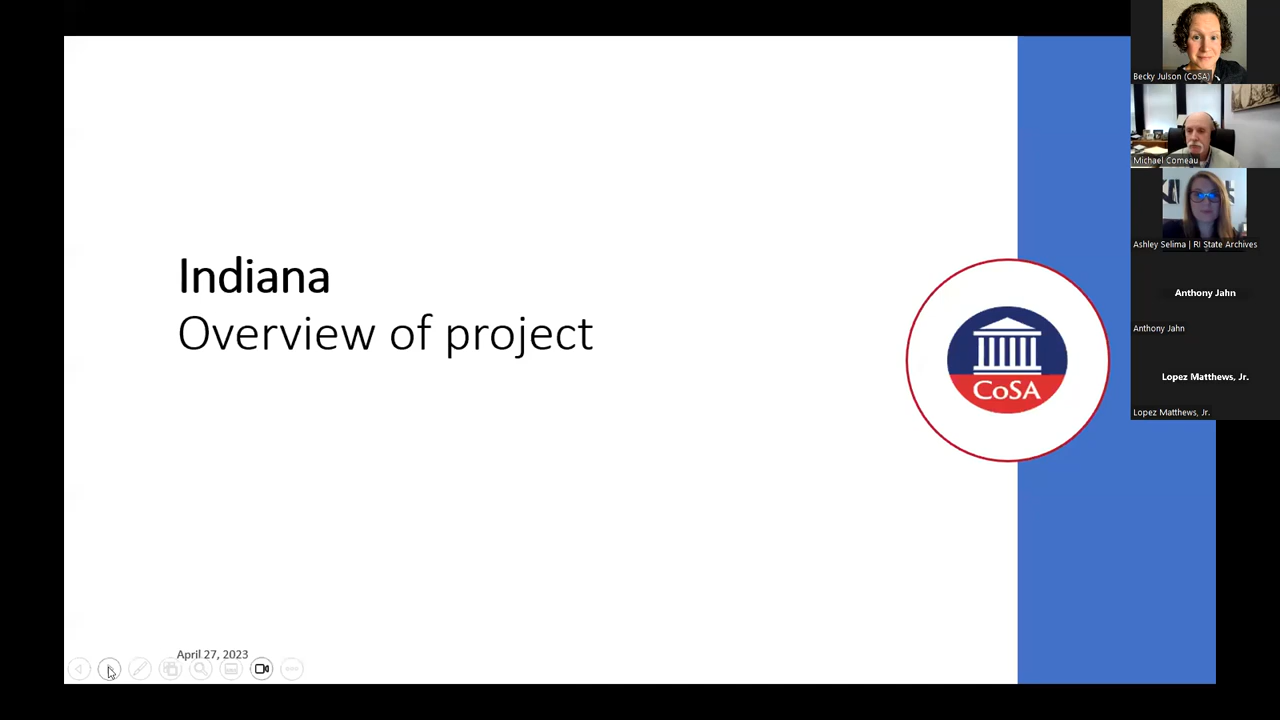 Indiana
Overview of project
CoSA
April 27, 2023
Becky Julson (CoSA)
Michael Comeau
Ashley Selima | RI State Archives
Anthony Jahn
Anthony Jahn
Lopez Matthews, Jr.
Lopez Matthews, Jr.